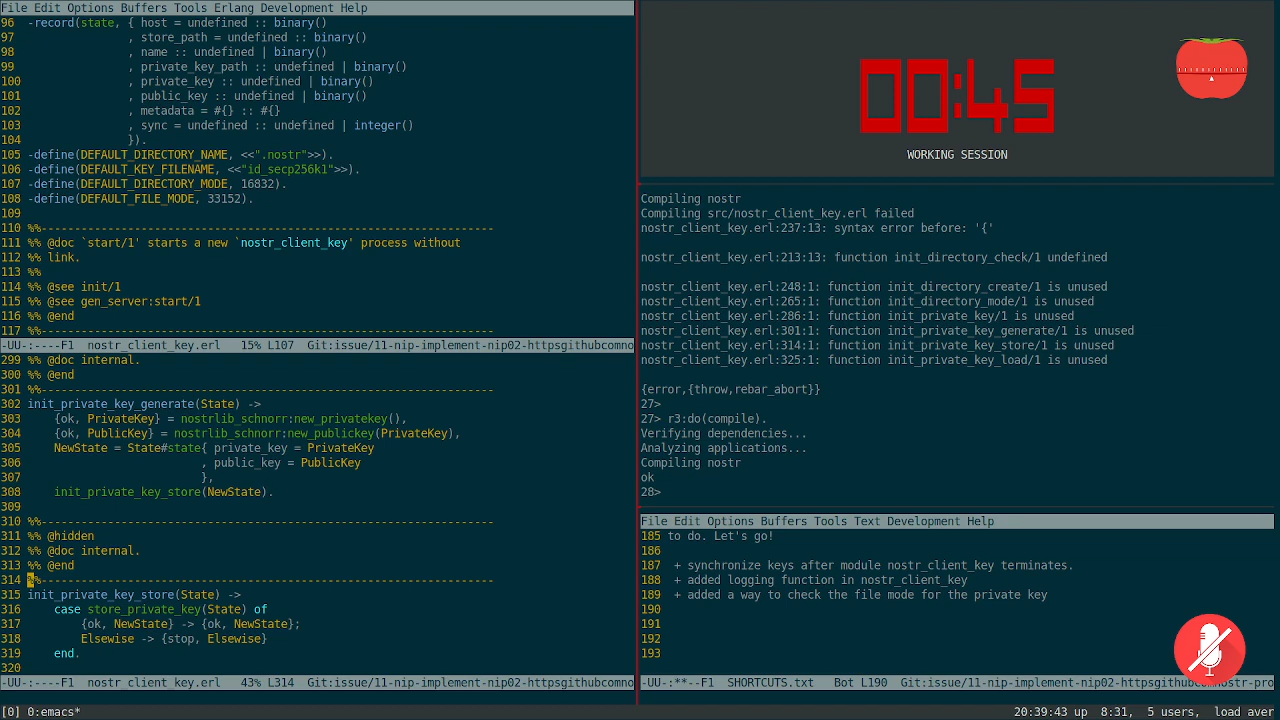 File Edit Options Buffers Tools Erlang Development Help
96 -record(state, { host = undefined :: binary()
97 , store_path = undefined :: binary()
98 , name :: undefined | binary()
99 , private_key_path :: undefined | binary()
100 , private_key :: undefined | binary()
101 , public_key :: undefined | binary()
102 , metadata = #{} :: #{}
103 , sync = undefined :: undefined | integer()
104 }).
105 -define(DEFAULT_DIRECTORY_NAME, <<".nostr">>).
106 -define(DEFAULT_KEY_FILENAME, <<"id_secp256k1">>).
107 -define(DEFAULT_DIRECTORY_MODE, 16832).
108 -define(DEFAULT_FILE_MODE, 33152).
109
110 %%--------------------------------------------------------------------
111 %% @doc `start/1' starts a new `nostr_client_key' process without
112 %% link.
113 %%
114 %% @see init/1
115 %% @see gen_server:start/1
116 %% @end
117 %%--------------------------------------------------------------------
-UU-:----F1 nostr_client_key.erl 15% L107 Git:issue/11-nip-implement-nip02-httpsgithubcomno
299 %% @doc internal.
300 %% @end
301 %%--------------------------------------------------------------------
302 init_private_key_generate(State) ->
303 {ok, PrivateKey} = nostrlib_schnorr:new_privatekey(),
304 {ok, PublicKey} = nostrlib_schnorr:new_publickey(PrivateKey),
305 NewState = State#state{ private_key = PrivateKey
306 , public_key = PublicKey
307 },
308 init_private_key_store(NewState).
309
310 %%--------------------------------------------------------------------
311 %% @hidden
312 %% @doc internal.
313 %% @end
314 %%--------------------------------------------------------------------
315 init_private_key_store(State) ->
316 case store_private_key(State) of
317 {ok, NewState} -> {ok, NewState};
318 Elsewise -> {stop, Elsewise}
319 end.
320
-UU-:----F1 nostr_client_key.erl 43% L314 Git:issue/11-nip-implement-nip02-httpsgithubcomno
00:45
WORKING SESSION
Compiling nostr
Compiling src/nostr_client_key.erl failed
nostr_client_key.erl:237:13: syntax error before: '{'
nostr_client_key.erl:213:13: function init_directory_check/1 undefined
nostr_client_key.erl:248:1: function init_directory_create/1 is unused
nostr_client_key.erl:265:1: function init_directory_mode/1 is unused
nostr_client_key.erl:286:1: function init_private_key/1 is unused
nostr_client_key.erl:301:1: function init_private_key_generate/1 is unused
nostr_client_key.erl:314:1: function init_private_key_store/1 is unused
nostr_client_key.erl:325:1: function init_private_key_load/1 is unused
{error,{throw,rebar_abort}}
27>
27> r3:do(compile).
Verifying dependencies...
Analyzing applications...
Compiling nostr
ok
28>
File Edit Options Buffers Tools Text Development Help
185 to do. Let's go!
186
187 + synchronize keys after module nostr_client_key terminates.
188 + added logging function in nostr_client_key
189 + added a way to check the file mode for the private key
190
191
192
193
-UU-:**--F1 SHORTCUTS.txt Bot L190 Git:issue/11-nip-implement-nip02-httpsgithubcomnostr-pro
[0] 0:emacs* 20:39:43 up 8:31, 5 users, load aver